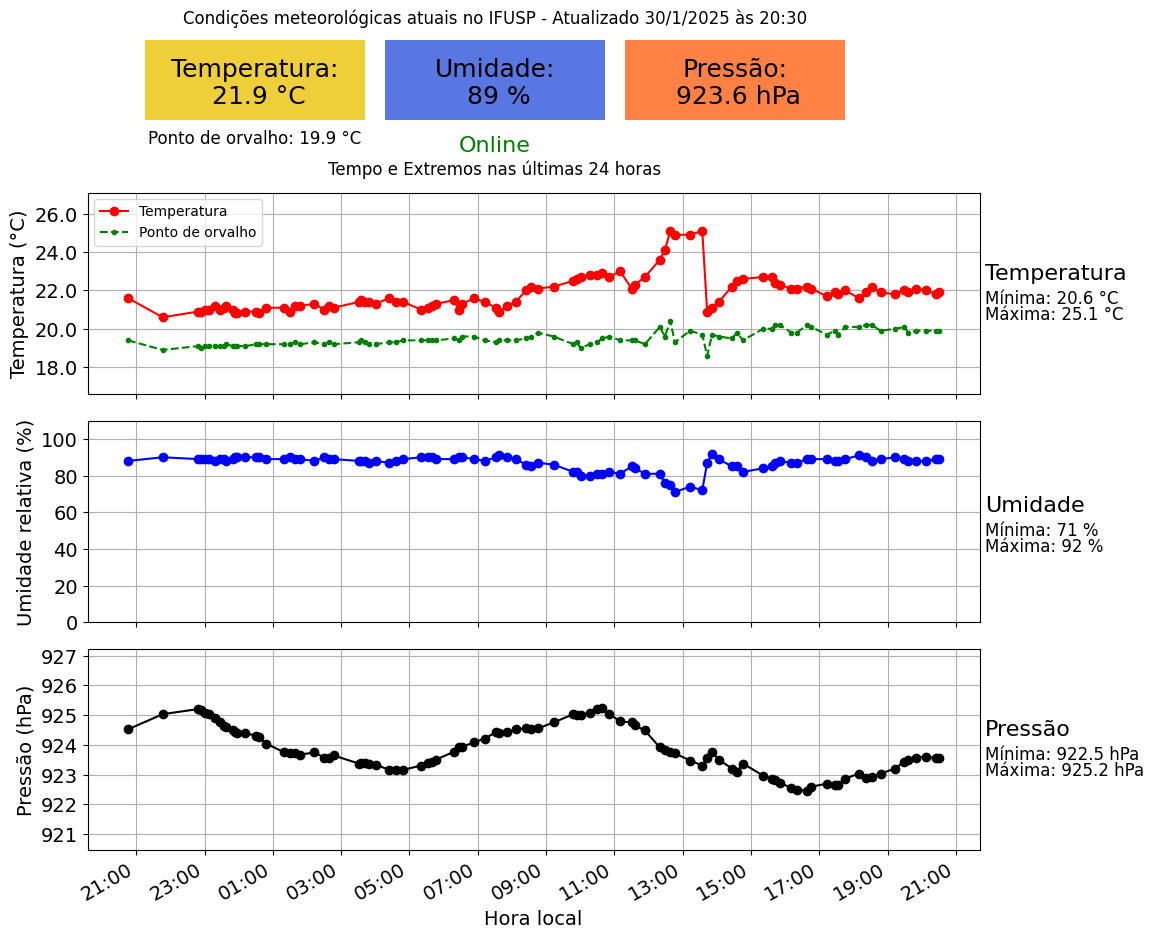 Condições meteorológicas atuais no IFUSP - Atualizado 30/1/2025 às 20:30
Temperatura:
21.9 °C
Umidade:
89 %
Pressão:
923.6 hPa
Ponto de orvalho: 19.9 °C
Online
Tempo e Extremos nas últimas 24 horas
Temperatura (°C)
26.0
24.0
22.0
20.0
18.0
Temperatura
Ponto de orvalho
Temperatura
Mínima: 20.6 °C
Máxima: 25.1 °C
Umidade relativa (%)
100
80
60
40
20
0
Umidade
Mínima: 71 %
Máxima: 92 %
Pressão (hPa)
927
926
925
924
923
922
921
Pressão
Mínima: 922.5 hPa
Máxima: 925.2 hPa
21:00
23:00
01:00
03:00
05:00
07:00
09:00
11:00
13:00
15:00
17:00
19:00
21:00
Hora local